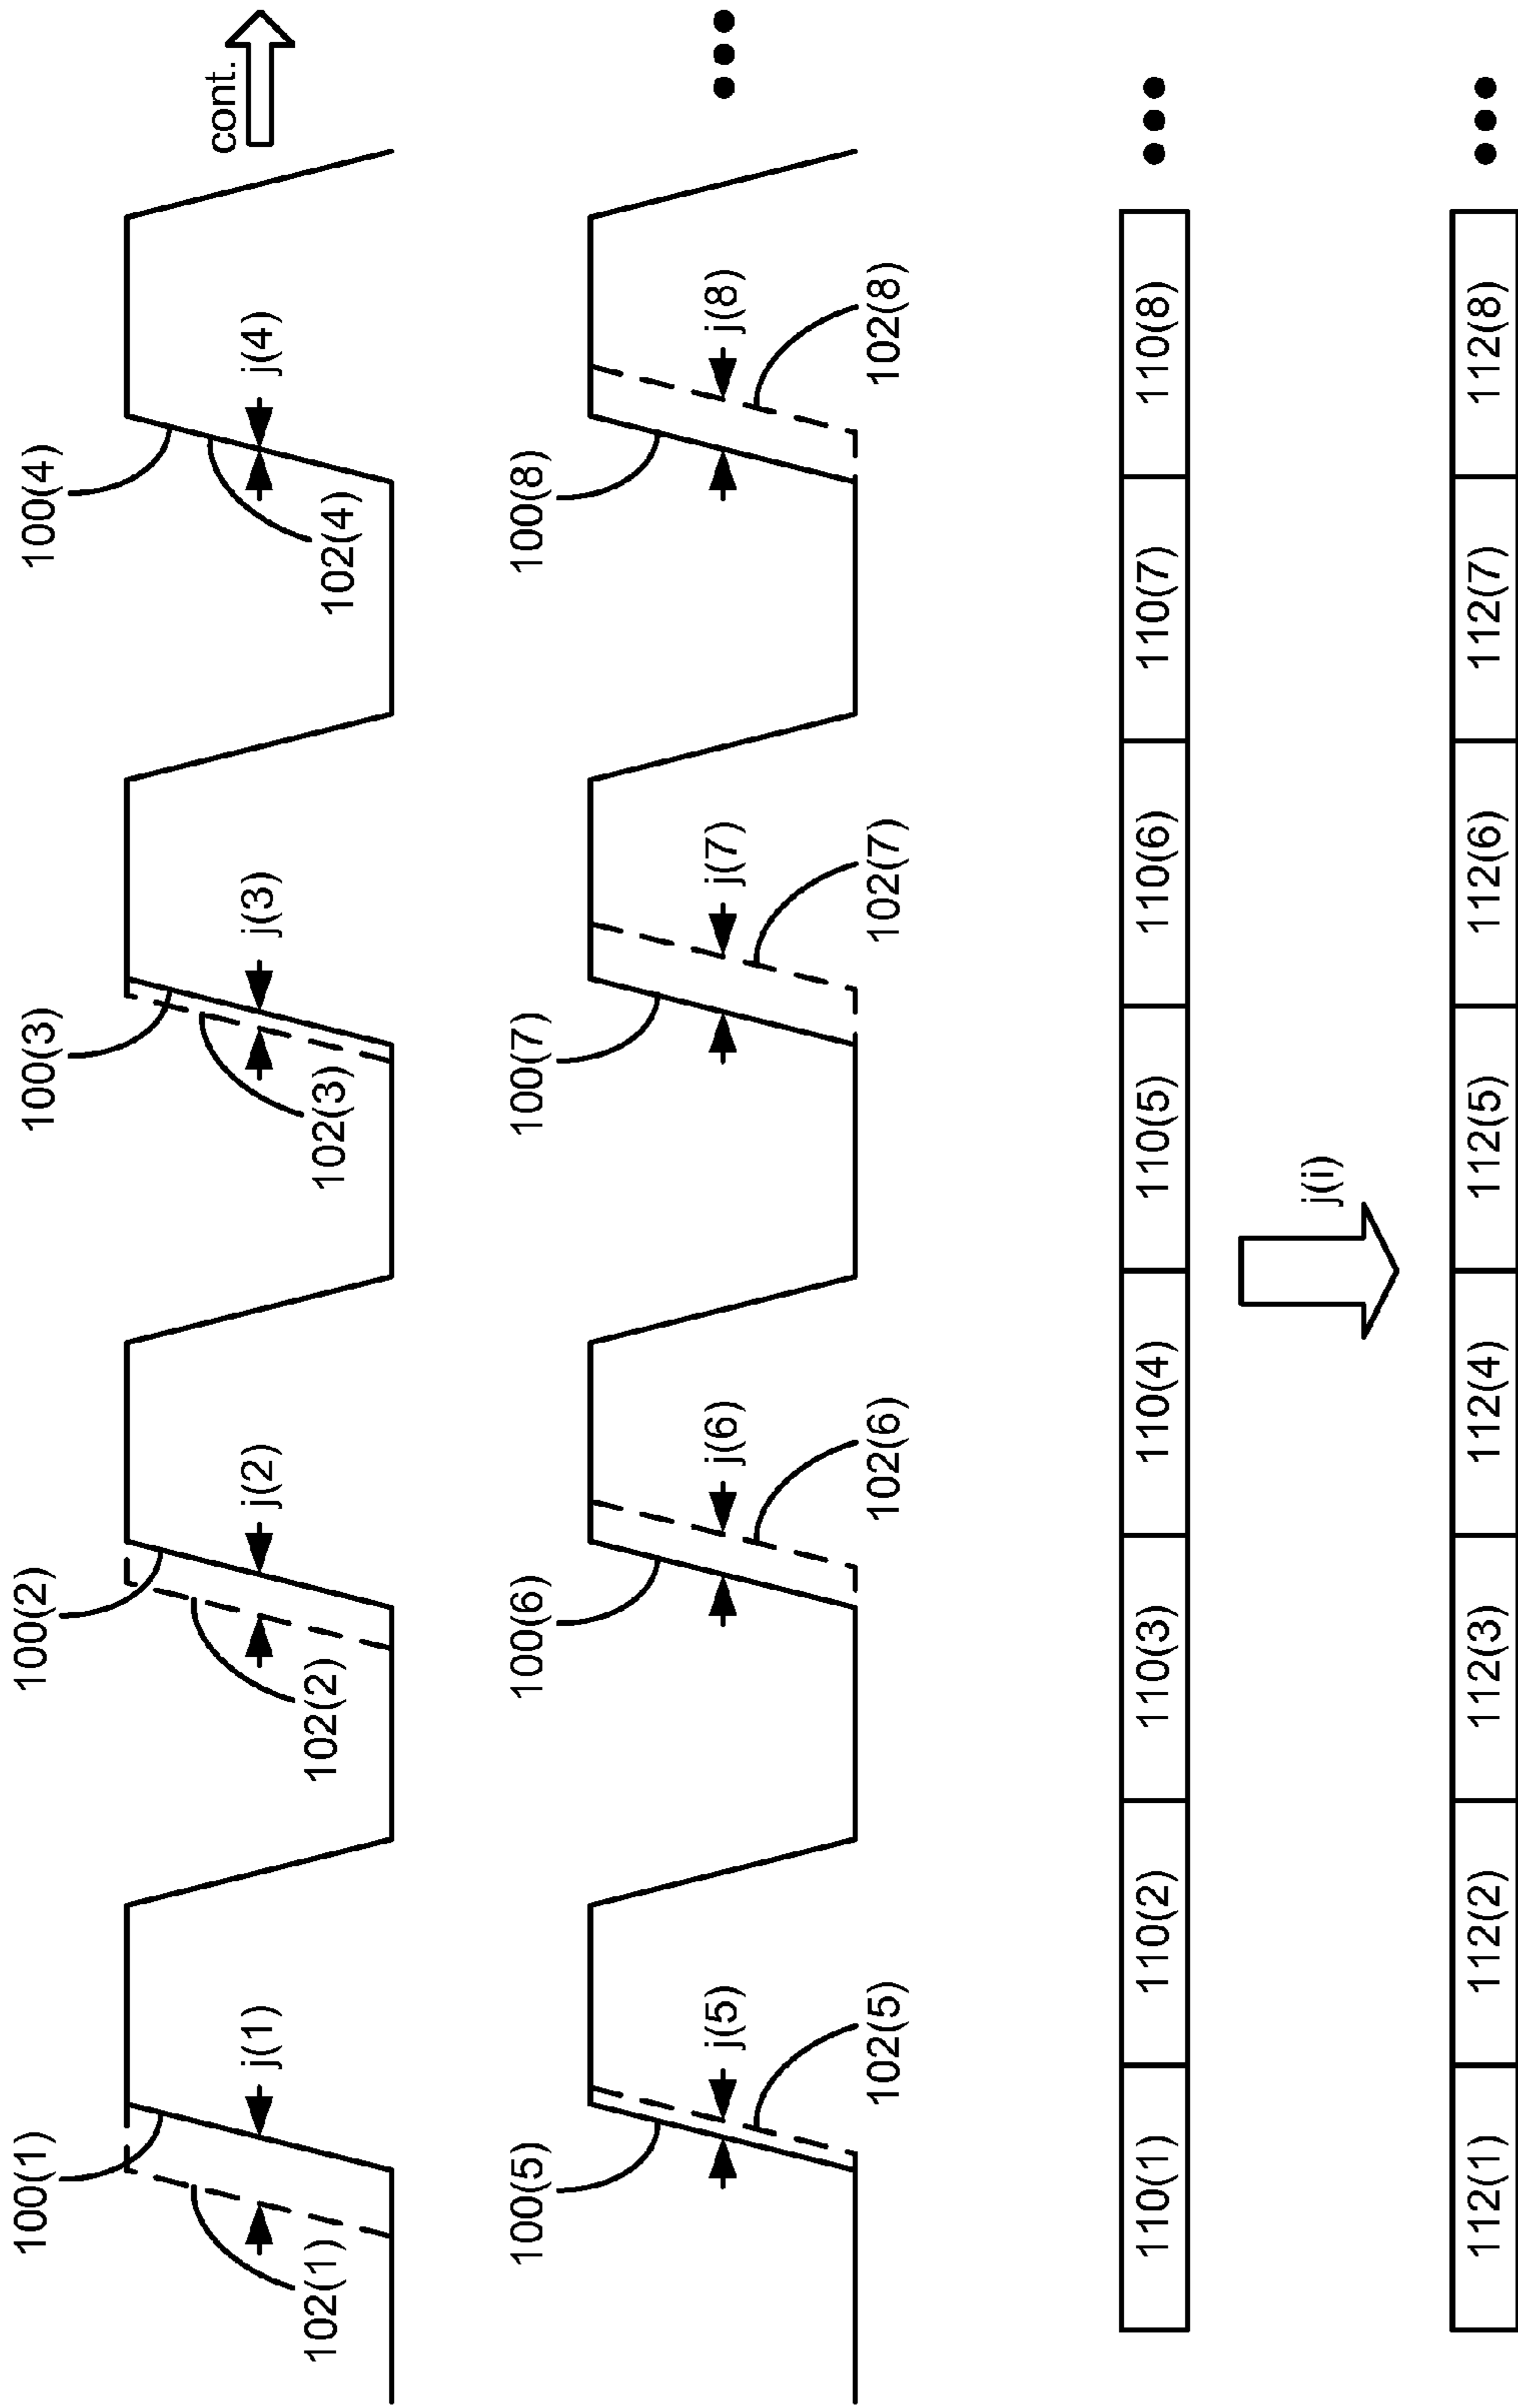 100(1) 100(2) 100(3) 100(4) cont.
j(1) j(2) j(3) j(4)
102(1) 102(2) 102(3) 102(4)
100(5) 100(6) 100(7) 100(8)
j(5) j(6) j(7) j(8)
102(5) 102(6) 102(7) 102(8)
110(1) 110(2) 110(3) 110(4) 110(5) 110(6) 110(7) 110(8)
j(i)
112(1) 112(2) 112(3) 112(4) 112(5) 112(6) 112(7) 112(8)